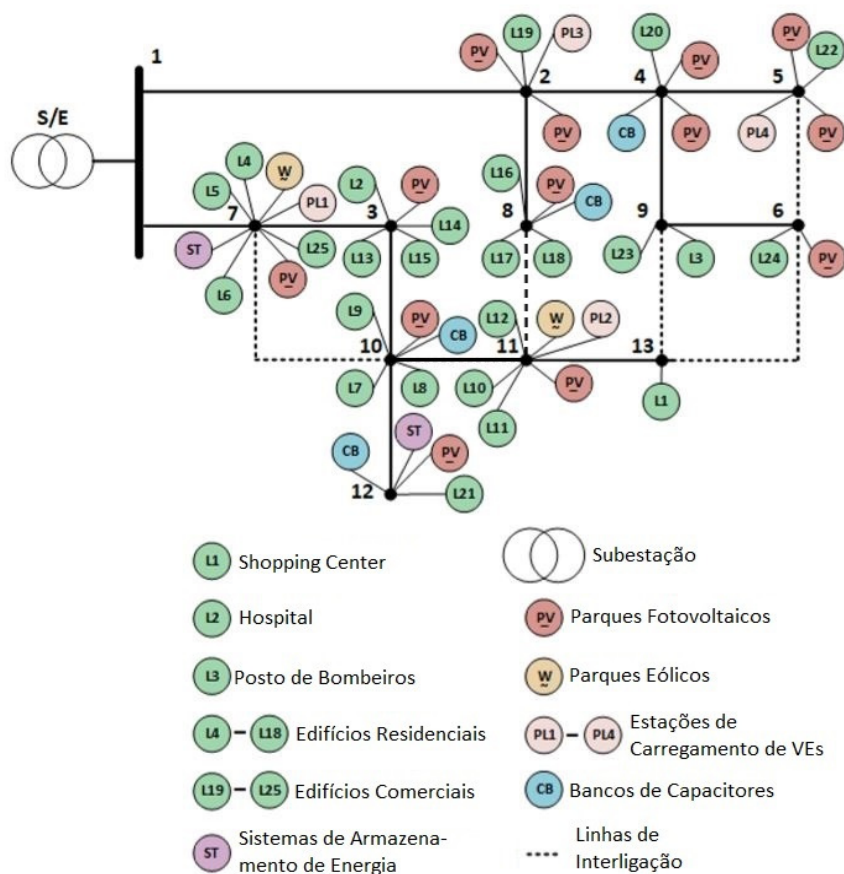 1
S/E
L19
PL3
PV
2
PV
L20
PV
4
CB
PV
PV
L22
5
PL4
PV
L4
W
L5
PL1
7
ST
L25
L6
PV
L2
PV
3
L14
L13
L15
L16
PV
CB
8
L17
L18
9
L23
L3
6
L24
PV
L9
PV
CB
10
L7
L8
L12
W
PL2
11
L10
PV
L11
13
L1
CB
ST
PV
12
L21
L1 Shopping Center
Subestação
L2 Hospital
PV Parques Fotovoltaicos
L3 Posto de Bombeiros
W Parques Eólicos
L4 – L18 Edifícios Residenciais
PL1 – PL4 Estações de
Carregamento de VEs
L19 – L25 Edifícios Comerciais
CB Bancos de Capacitores
ST Sistemas de Armazena-
mento de Energia
Linhas de
Interligação